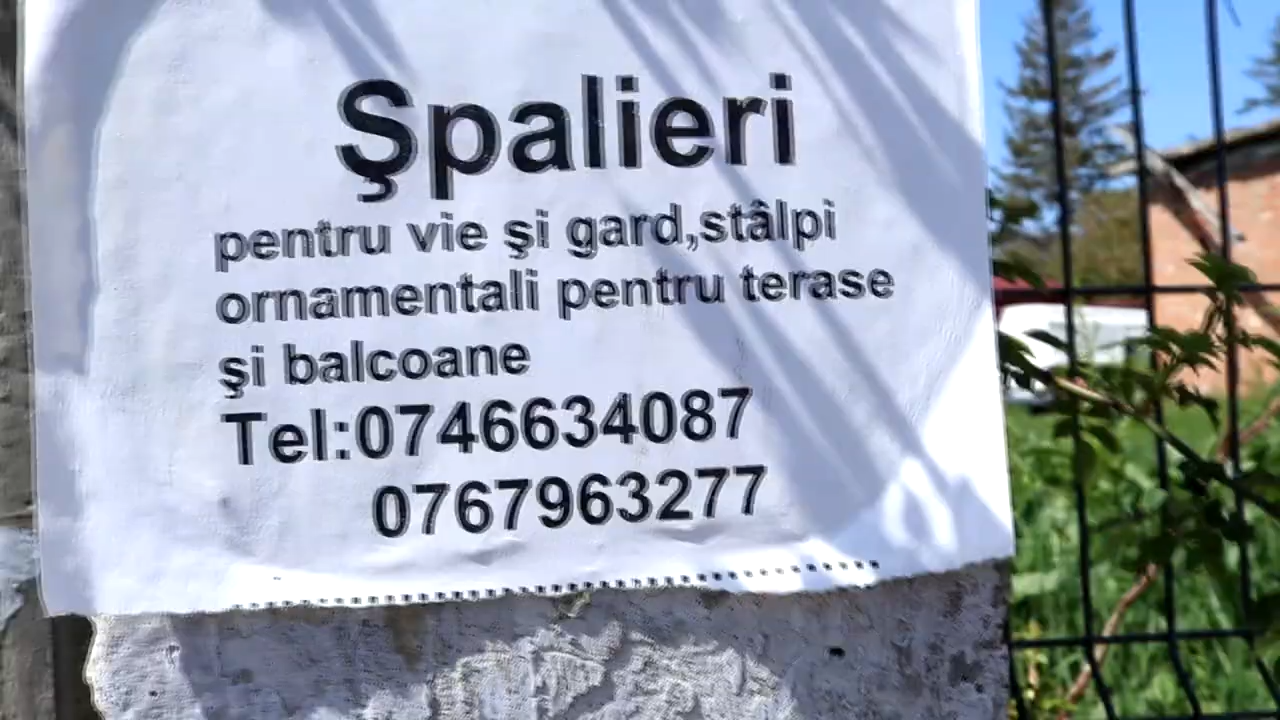 Şpalieri
pentru vie şi gard,stâlpi
ornamentali pentru terase
şi balcoane
Tel:0746634087
0767963277